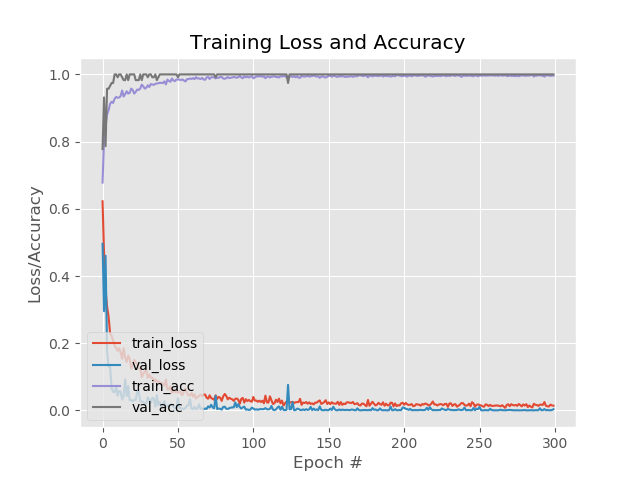 Training Loss and Accuracy
1.0
0.8
0.6
0.4
0.2
0.0
Loss/Accuracy
train_loss
val_loss
train_acc
val_acc
0 50 100 150 200 250 300
Epoch #